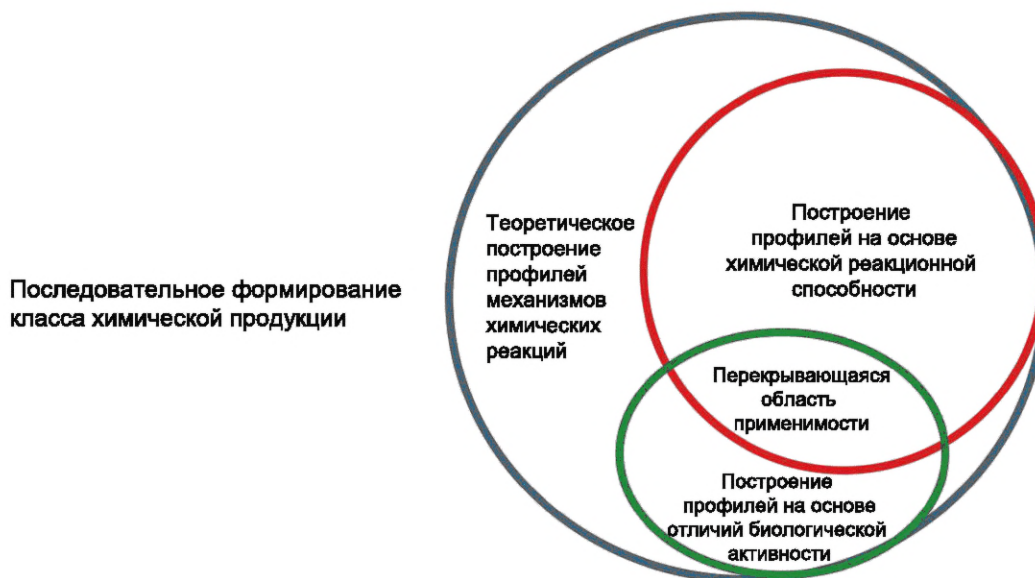 Последовательное формирование
класса химической продукции
Теоретическое
построение
профилей
механизмов
химических
реакций
Построение
профилей на основе
химической реакционной
способности
Перекрывающаяся
область
применимости
Построение
профилей на основе
отличий биологической
активности